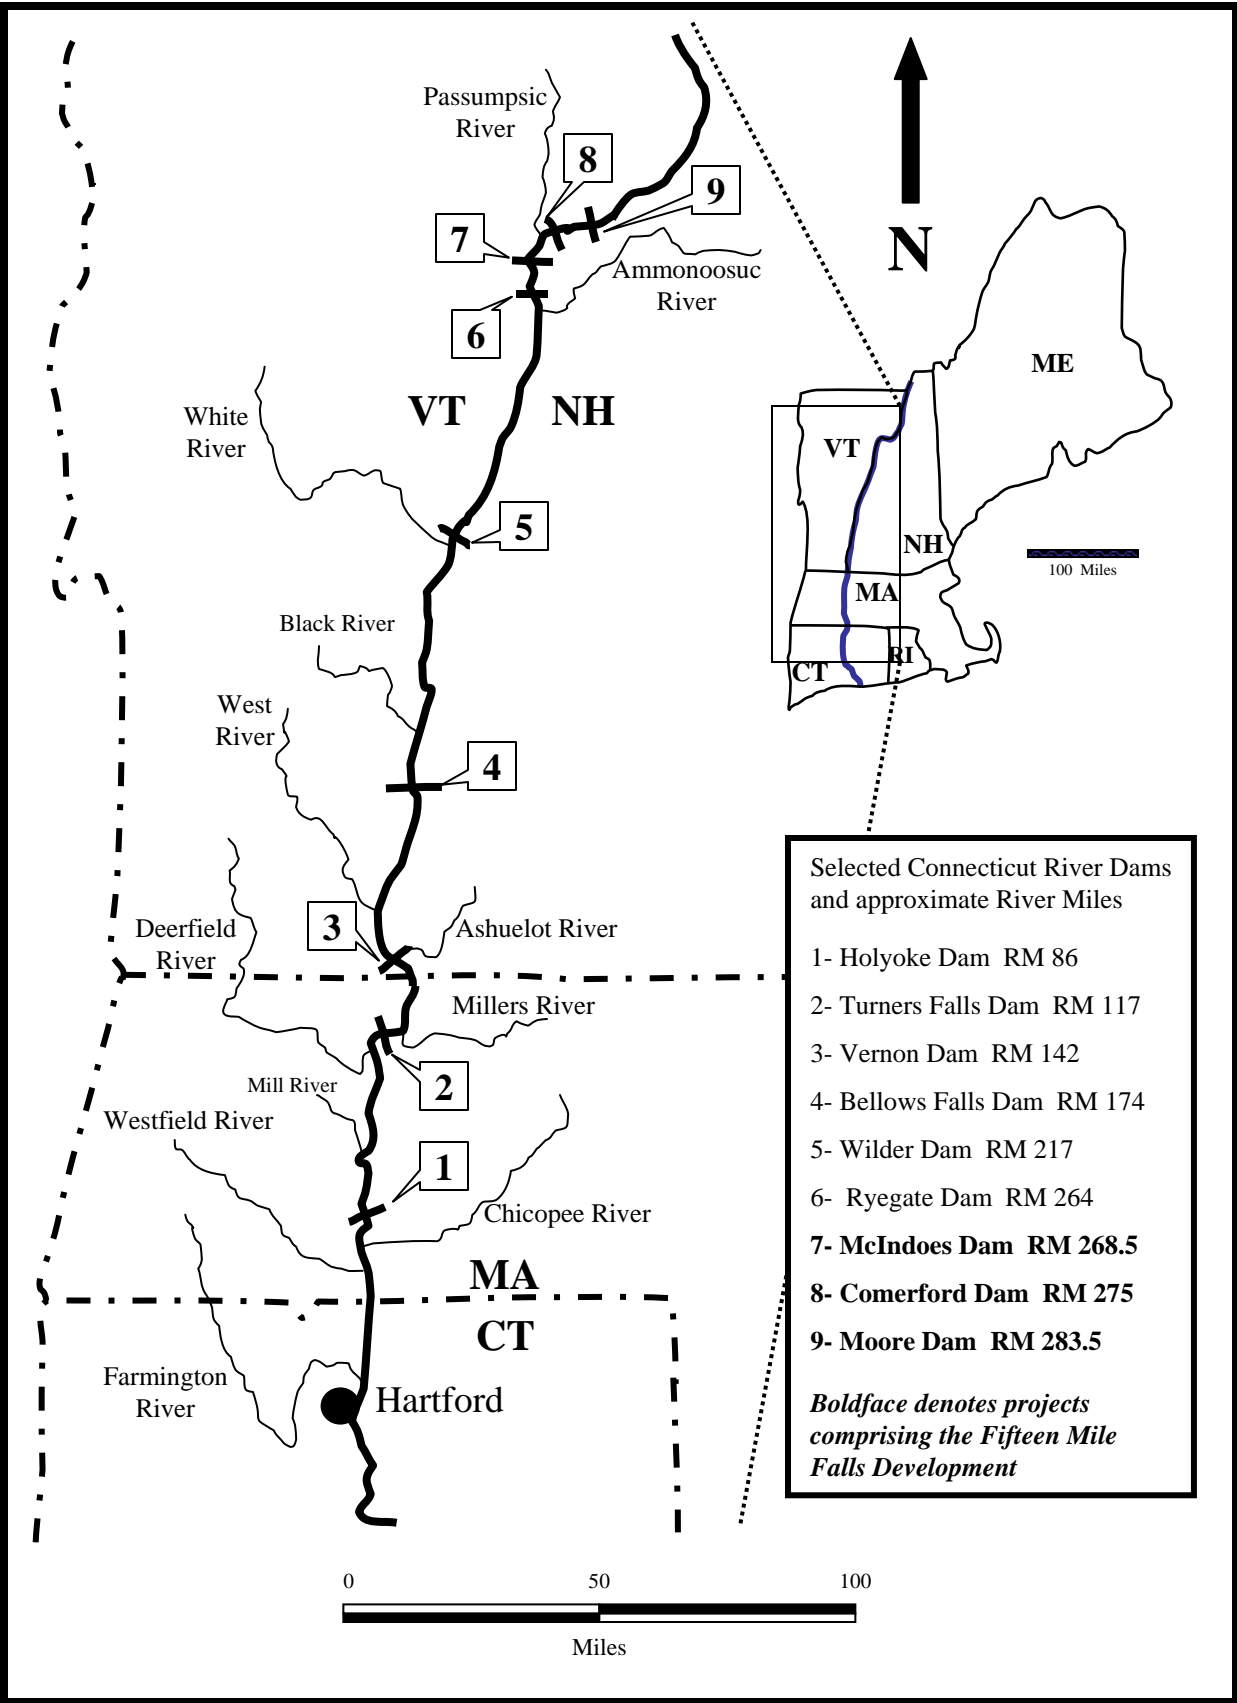 Passumpsic
River
8
9
7
Ammonoosuc
River
6
N
ME
VT
NH
White
River
VT
5
NH
100 Miles
MA
Black River
RI
CT
West
River
4
Selected Connecticut River Dams
and approximate River Miles
1- Holyoke Dam RM 86
2- Turners Falls Dam RM 117
3- Vernon Dam RM 142
4- Bellows Falls Dam RM 174
5- Wilder Dam RM 217
6- Ryegate Dam RM 264
7- McIndoes Dam RM 268.5
8- Comerford Dam RM 275
9- Moore Dam RM 283.5
Boldface denotes projects
comprising the Fifteen Mile
Falls Development
3
Ashuelot River
Deerfield
River
Millers River
2
Mill River
Westfield River
1
Chicopee River
MA
CT
Farmington
River
Hartford
0 50 100
Miles